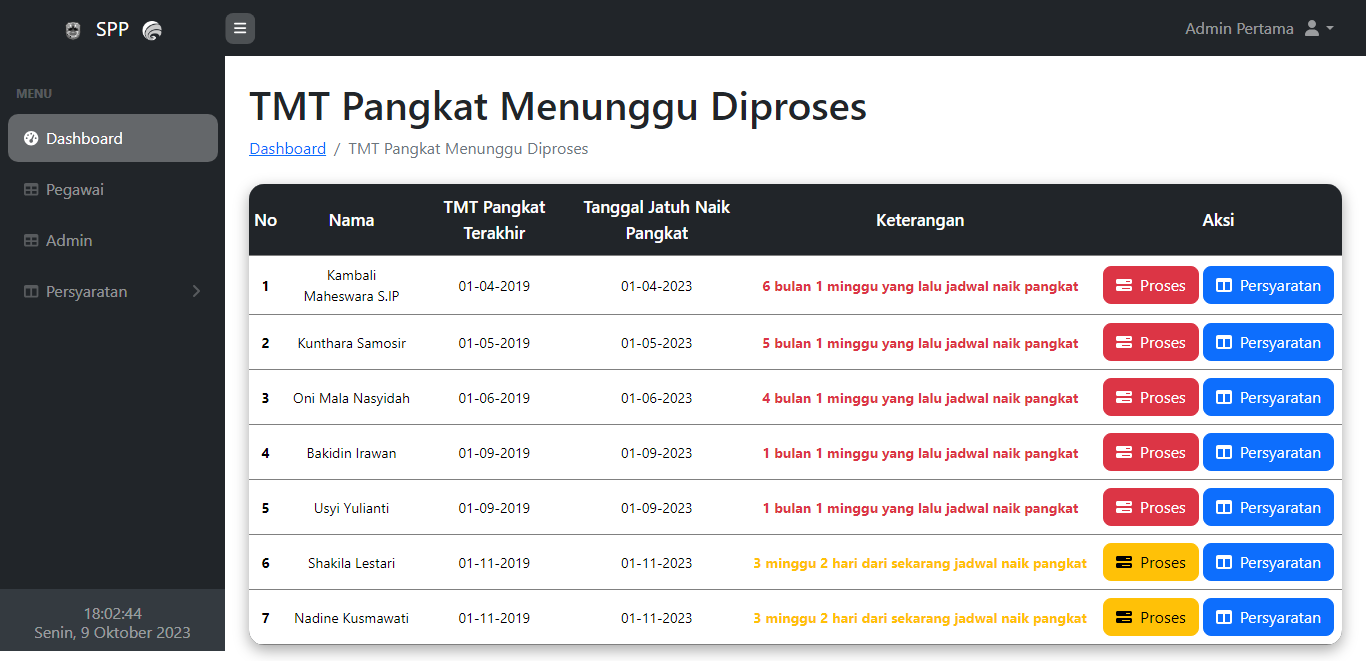 SPP
Admin Pertama
MENU
Dashboard
Pegawai
Admin
Persyaratan
18:02:44
Senin, 9 Oktober 2023
TMT Pangkat Menunggu Diproses
Dashboard / TMT Pangkat Menunggu Diproses
No Nama TMT Pangkat Terakhir Tanggal Jatuh Naik Pangkat Keterangan Aksi
1 Kambali Maheswara S.IP 01-04-2019 01-04-2023 6 bulan 1 minggu yang lalu jadwal naik pangkat Proses Persyaratan
2 Kunthara Samosir 01-05-2019 01-05-2023 5 bulan 1 minggu yang lalu jadwal naik pangkat Proses Persyaratan
3 Oni Mala Nasyidah 01-06-2019 01-06-2023 4 bulan 1 minggu yang lalu jadwal naik pangkat Proses Persyaratan
4 Bakidin Irawan 01-09-2019 01-09-2023 1 bulan 1 minggu yang lalu jadwal naik pangkat Proses Persyaratan
5 Usyi Yulianti 01-09-2019 01-09-2023 1 bulan 1 minggu yang lalu jadwal naik pangkat Proses Persyaratan
6 Shakila Lestari 01-11-2019 01-11-2023 3 minggu 2 hari dari sekarang jadwal naik pangkat Proses Persyaratan
7 Nadine Kusmawati 01-11-2019 01-11-2023 3 minggu 2 hari dari sekarang jadwal naik pangkat Proses Persyaratan